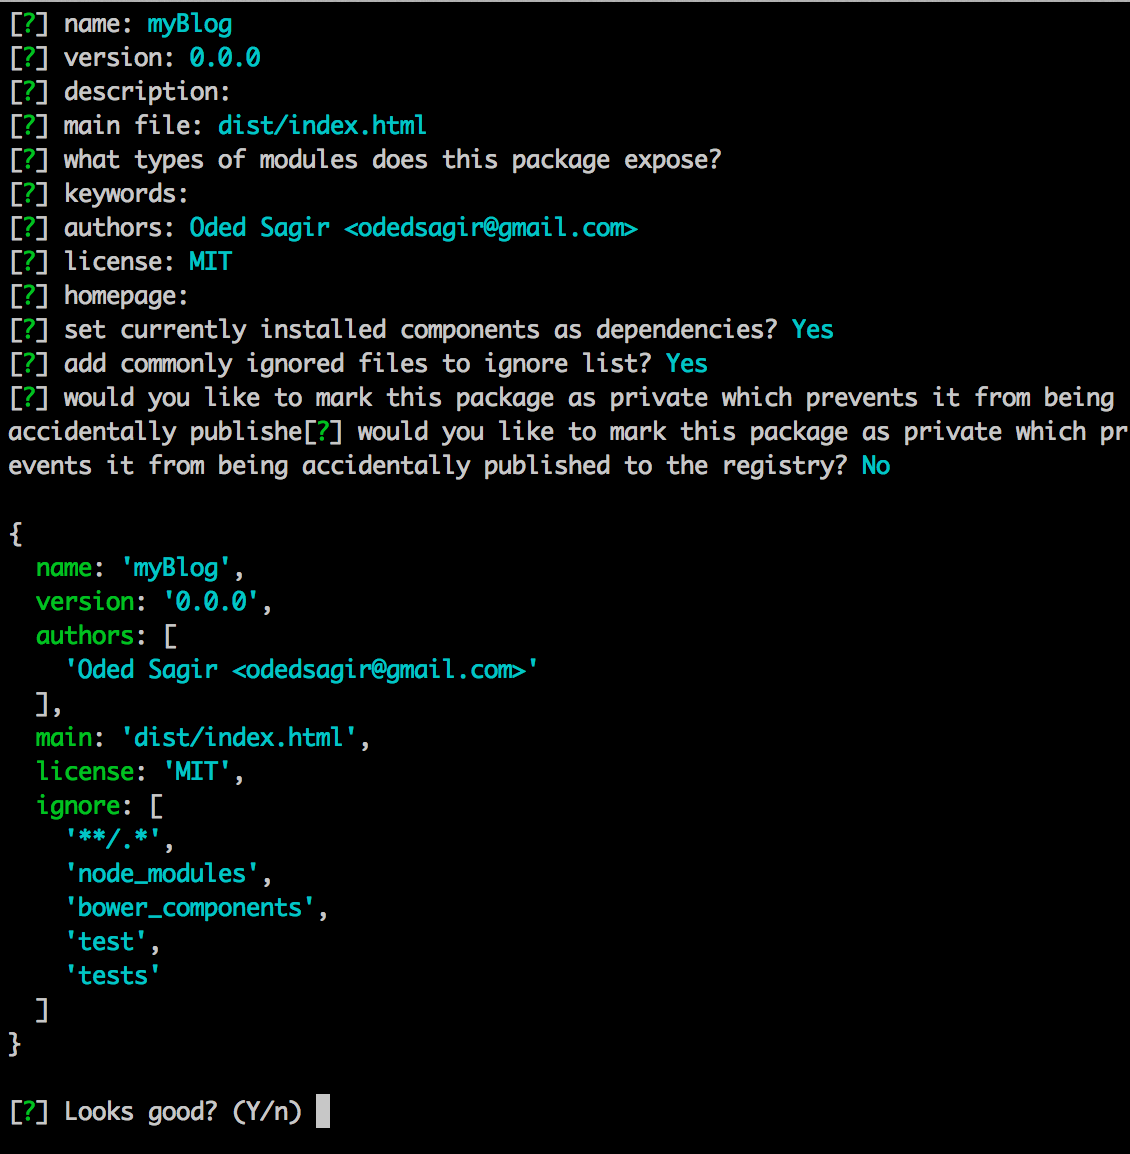 [?] name: myBlog
[?] version: 0.0.0
[?] description:
[?] main file: dist/index.html
[?] what types of modules does this package expose?
[?] keywords:
[?] authors: Oded Sagir <odedsagir@gmail.com>
[?] license: MIT
[?] homepage:
[?] set currently installed components as dependencies? Yes
[?] add commonly ignored files to ignore list? Yes
[?] would you like to mark this package as private which prevents it from being
accidentally publishe[?] would you like to mark this package as private which pr
events it from being accidentally published to the registry? No
{
  name: 'myBlog',
  version: '0.0.0',
  authors: [
    'Oded Sagir <odedsagir@gmail.com>'
  ],
  main: 'dist/index.html',
  license: 'MIT',
  ignore: [
    '**/.*',
    'node_modules',
    'bower_components',
    'test',
    'tests'
  ]
}
[?] Looks good? (Y/n)